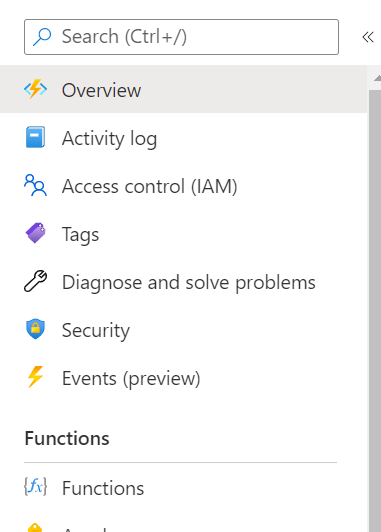 Search (Ctrl+/)
Overview
Activity log
Access control (IAM)
Tags
Diagnose and solve problems
Security
Events (preview)
Functions
Functions